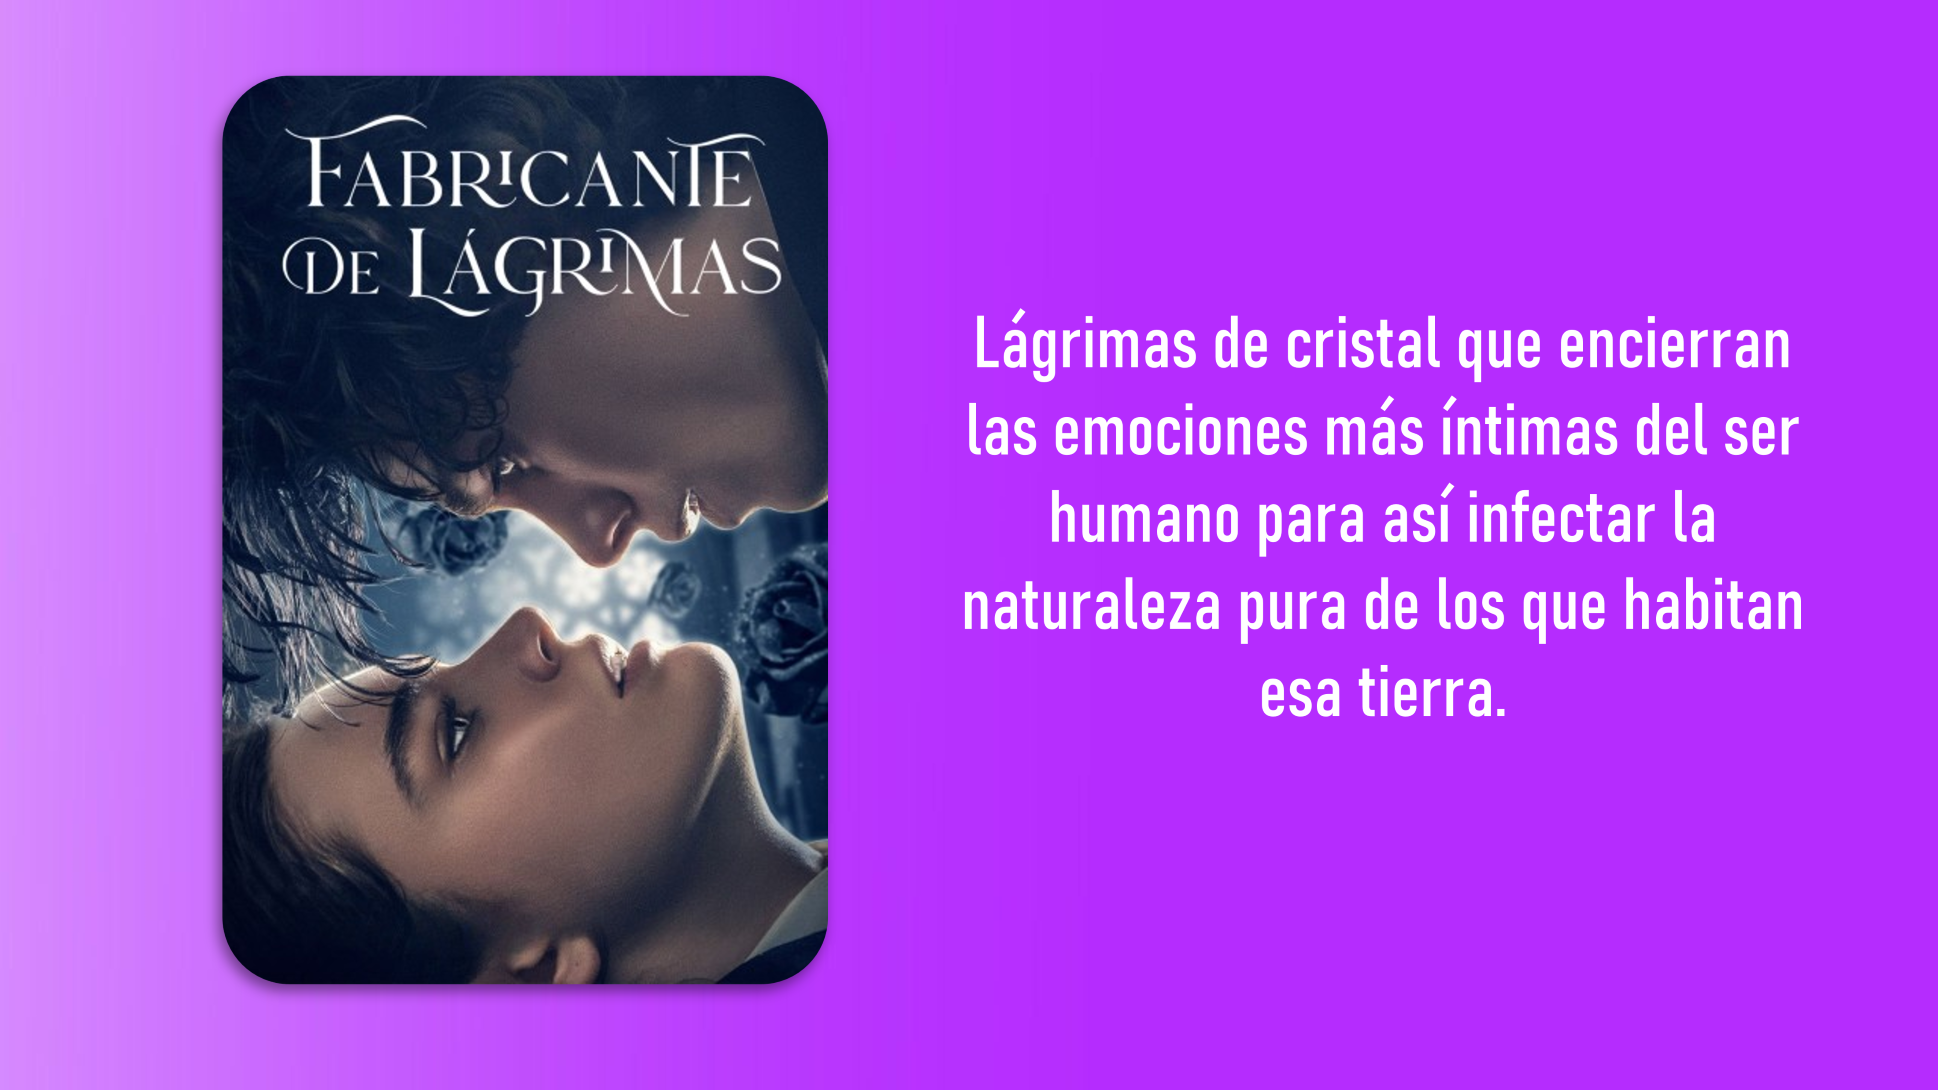 FABRICANTE
DE LÁGRIMAS
Lágrimas de cristal que encierran
las emociones más íntimas del ser
humano para así infectar la
naturaleza pura de los que habitan
esa tierra.